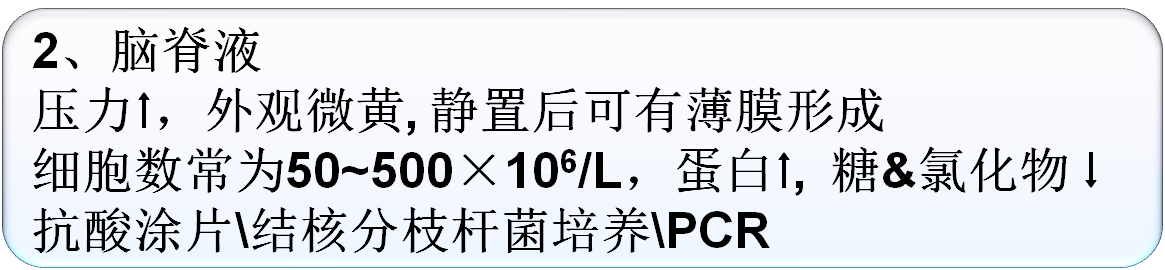 2、脑脊液
压力↑，外观微黄, 静置后可有薄膜形成
细胞数常为50~500×10⁶/L，蛋白↑, 糖&氯化物↓
抗酸涂片\结核分枝杆菌培养\PCR